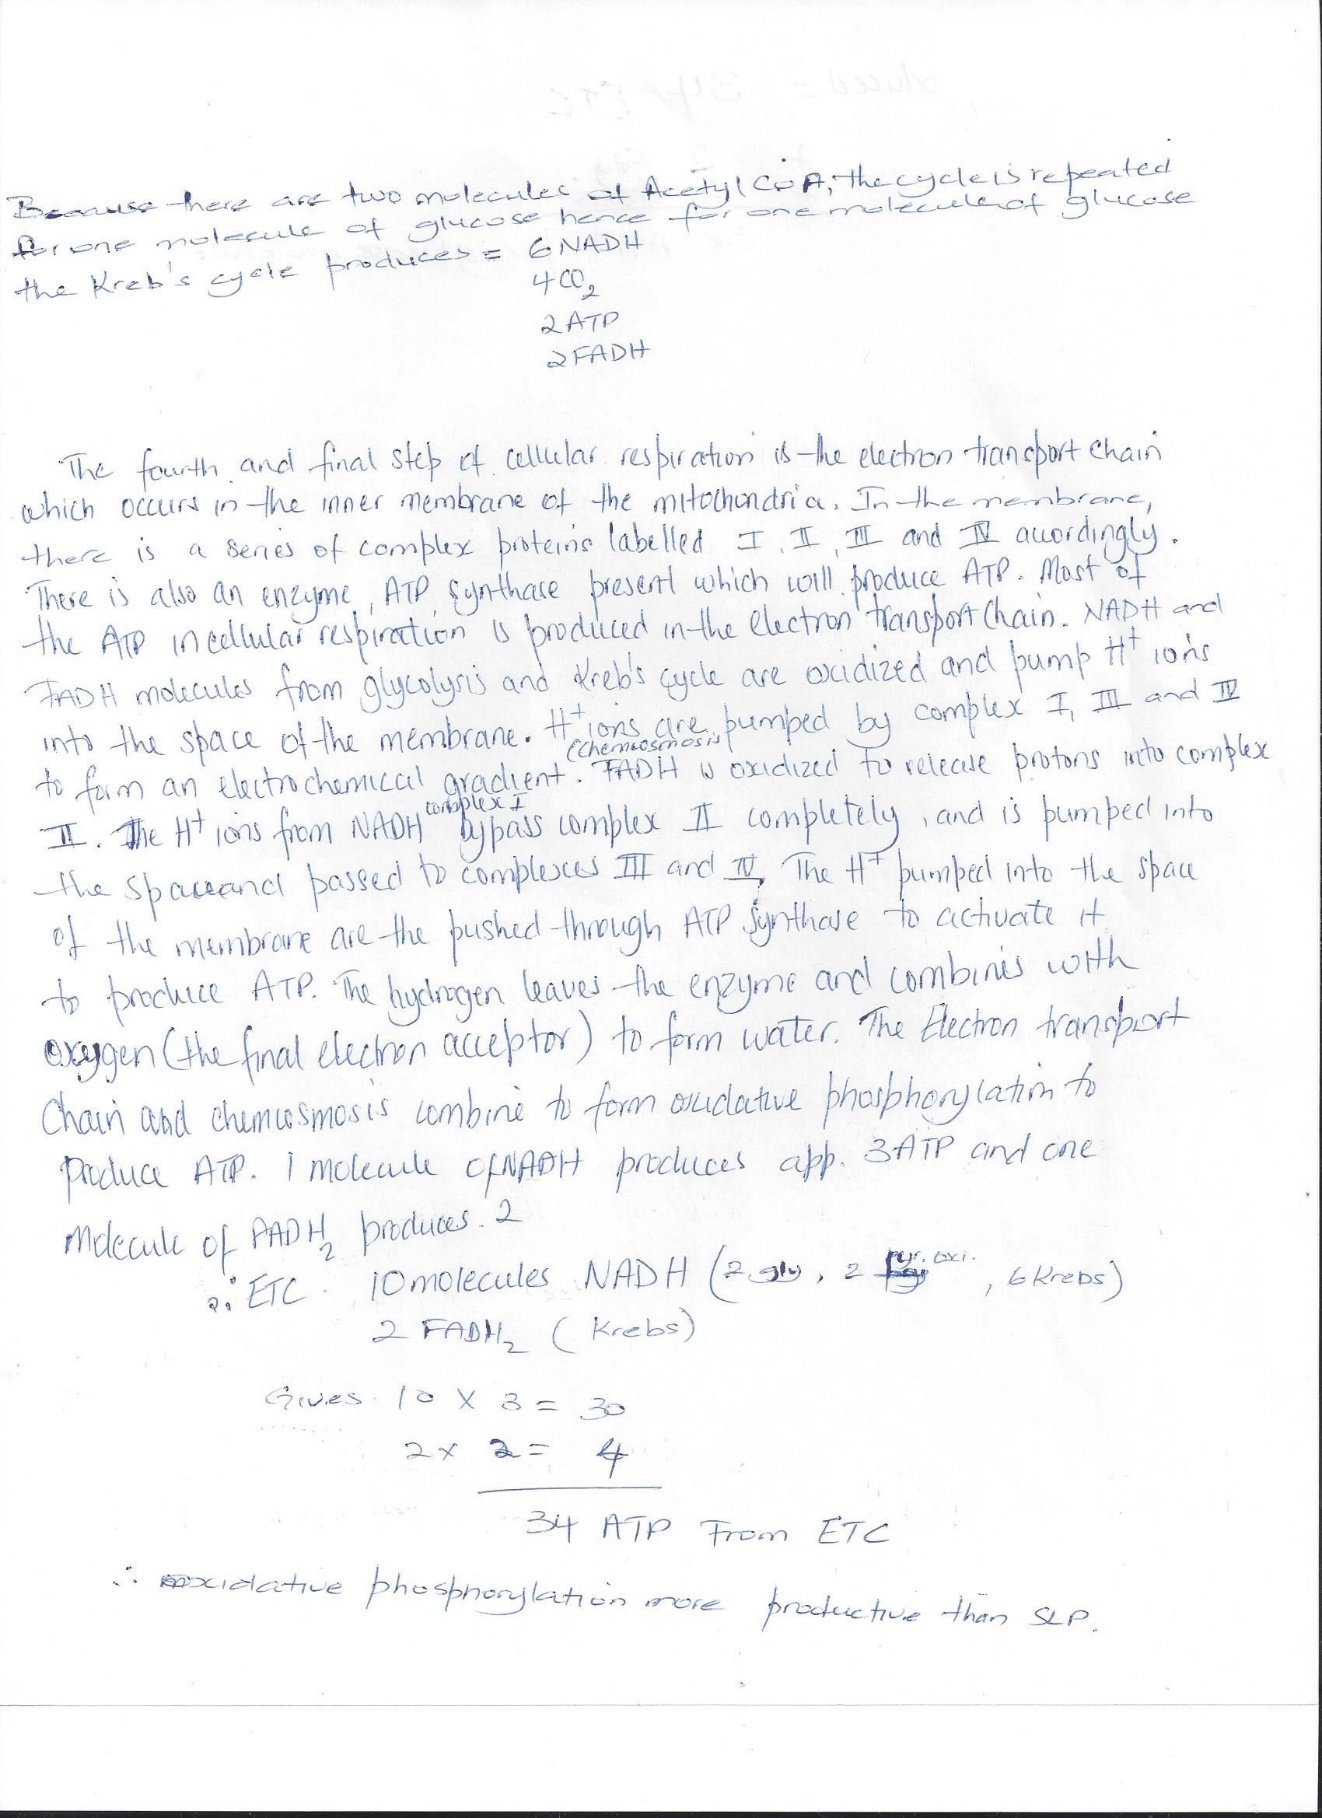 Because there are two molecules of Acetyl CoA, the cycle is repeated
for one molecule of glucose hence for one molecule of glucose
the Kreb's cycle produces = 6NADH
4CO2
2ATP
2FADH
The fourth and final step of cellular respiration is the electron transport chain
which occurs in the inner membrane of the mitochondria. In the membrane,
there is a series of complex proteins labelled I, II, III and IV accordingly.
There is also an enzyme, ATP synthase present which will produce ATP. Most of
the ATP in cellular respiration is produced in the electron transport chain. NADH and
FADH molecules from glycolysis and Kreb's cycle are oxidized and pump H+ ions
into the space of the membrane. H+ ions are pumped by complex I, III and IV
to form an electrochemical gradient (chemiosmosis). FADH is oxidized to release protons into complex
II. The H+ ions from NADH complex I bypass complex II completely, and is pumped into
the space and passed to complexes III and IV. The H+ pumped into the space
of the membrane are the pushed through ATP synthase to activate it
to produce ATP. The hydrogen leaves the enzyme and combines with
oxygen (the final electron acceptor) to form water. The Electron transport
Chain and chemiosmosis combine to form oxidative phosphorylation to
produce ATP. 1 molecule of NADH produces app. 3ATP and one
molecule of FADH2 produces. 2
∴ ETC. 10 molecules NADH (2 gly, 2 pyr. oxi., 6 Krebs)
2 FADH2 (Krebs)
Gives 10 x 3 = 30
2 x 2 = 4
34 ATP From ETC
∴ oxidative phosphorylation more productive than SLP.